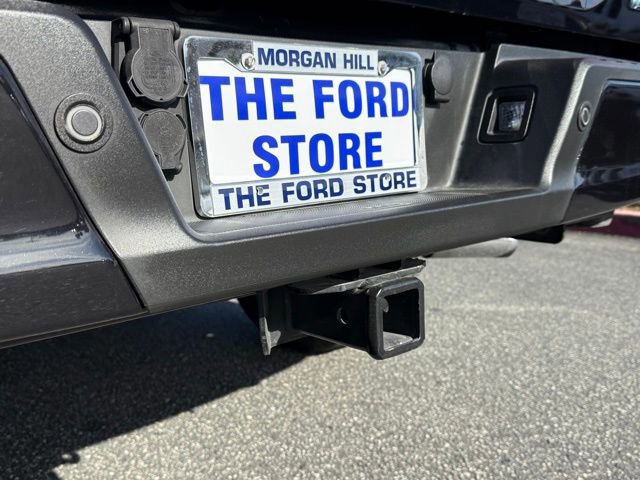 MORGAN HILL
THE FORD
STORE
THE FORD STORE